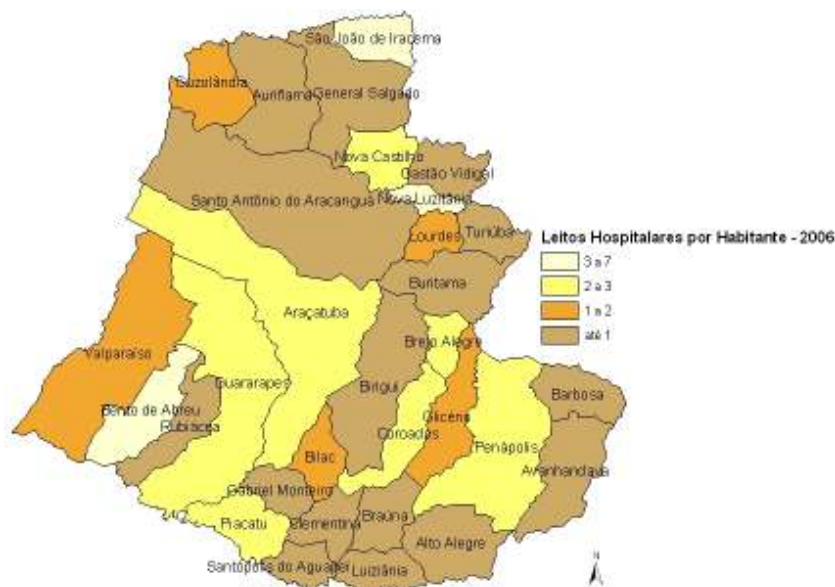 São João de Iracema
Suzolândia
Auriflama
General Salgado
Nova Castilho
Gastão Vidigal
Santo Antônio do Aracangua
Nova Luzitânia
Lourdes
Turiúba
Leitos Hospitalares por Habitante - 2006
3 a 7
2 a 3
1 a 2
até 1
Buritama
Araçatuba
Brejo Alegre
Valparaíso
Guararapes
Birigui
Barbosa
Bento de Abreu
Rubiácea
Glicério
Coroados
Penápolis
Bilac
Avanhandava
Gabriel Monteiro
Piacatu
Clementina
Braúna
Alto Alegre
Santópolis do Aguapeí
Luiziânia
N